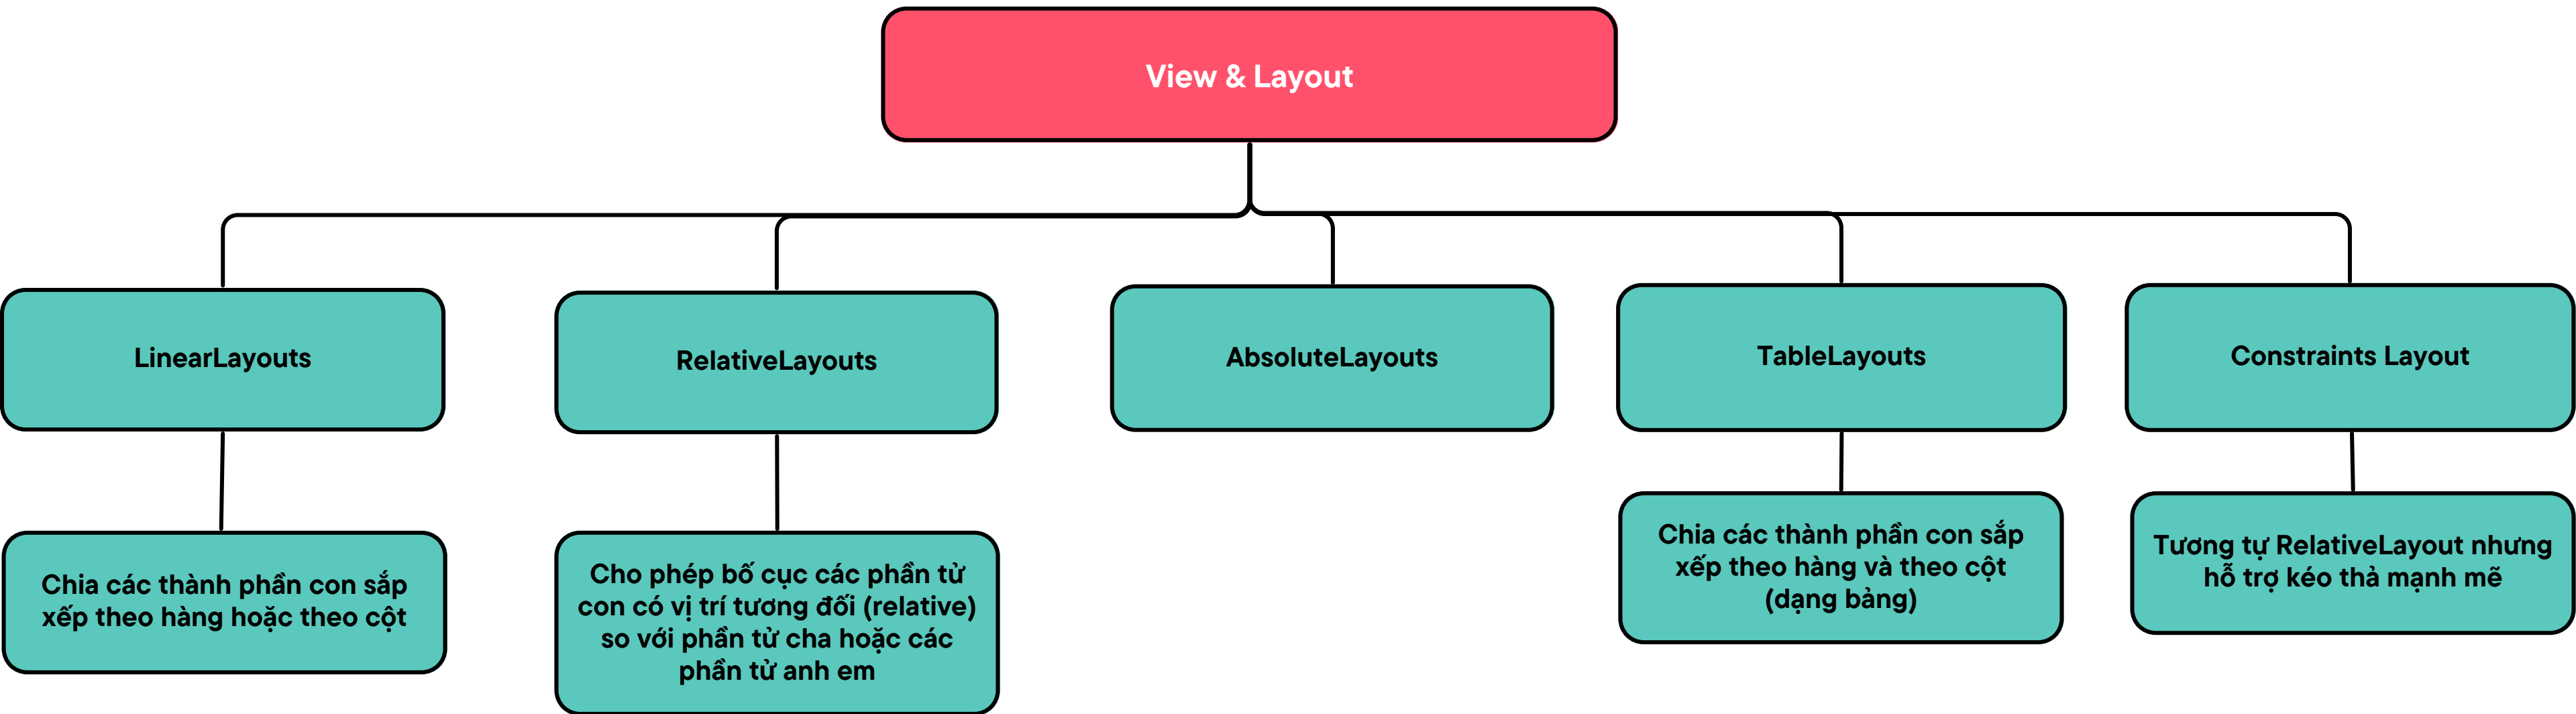 View & Layout
LinearLayouts
RelativeLayouts
AbsoluteLayouts
TableLayouts
Constraints Layout
Chia các thành phần con sắp
xếp theo hàng hoặc theo cột
Cho phép bố cục các phần tử
con có vị trí tương đối (relative)
so với phần tử cha hoặc các
phần tử anh em
Chia các thành phần con sắp
xếp theo hàng và theo cột
(dạng bảng)
Tương tự RelativeLayout nhưng
hỗ trợ kéo thả mạnh mẽ